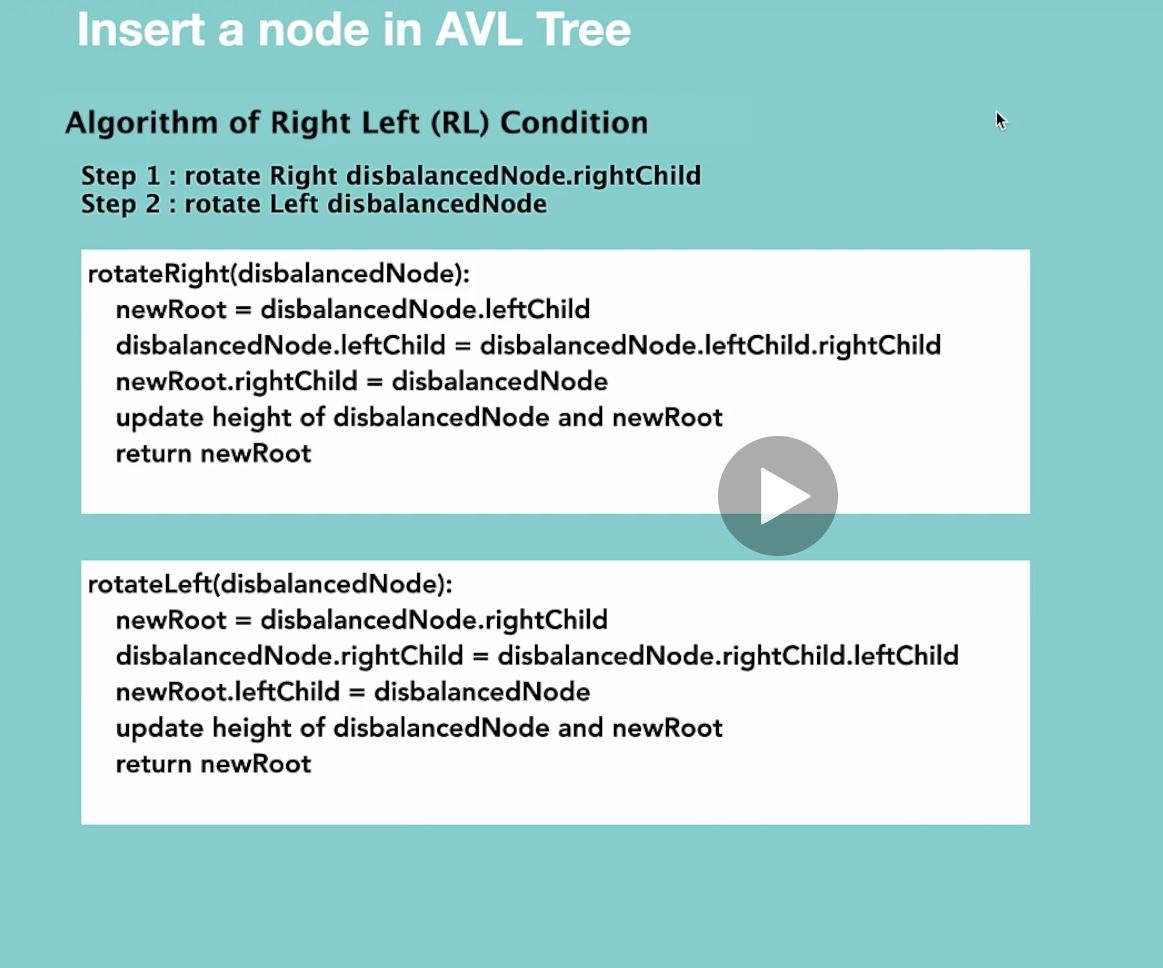 Insert a node in AVL Tree
Algorithm of Right Left (RL) Condition
Step 1 : rotate Right disbalancedNode.rightChild
Step 2 : rotate Left disbalancedNode
rotateRight(disbalancedNode):
newRoot = disbalancedNode.leftChild
disbalancedNode.leftChild = disbalancedNode.leftChild.rightChild
newRoot.rightChild = disbalancedNode
update height of disbalancedNode and newRoot
return newRoot
rotateLeft(disbalancedNode):
newRoot = disbalancedNode.rightChild
disbalancedNode.rightChild = disbalancedNode.rightChild.leftChild
newRoot.leftChild = disbalancedNode
update height of disbalancedNode and newRoot
return newRoot